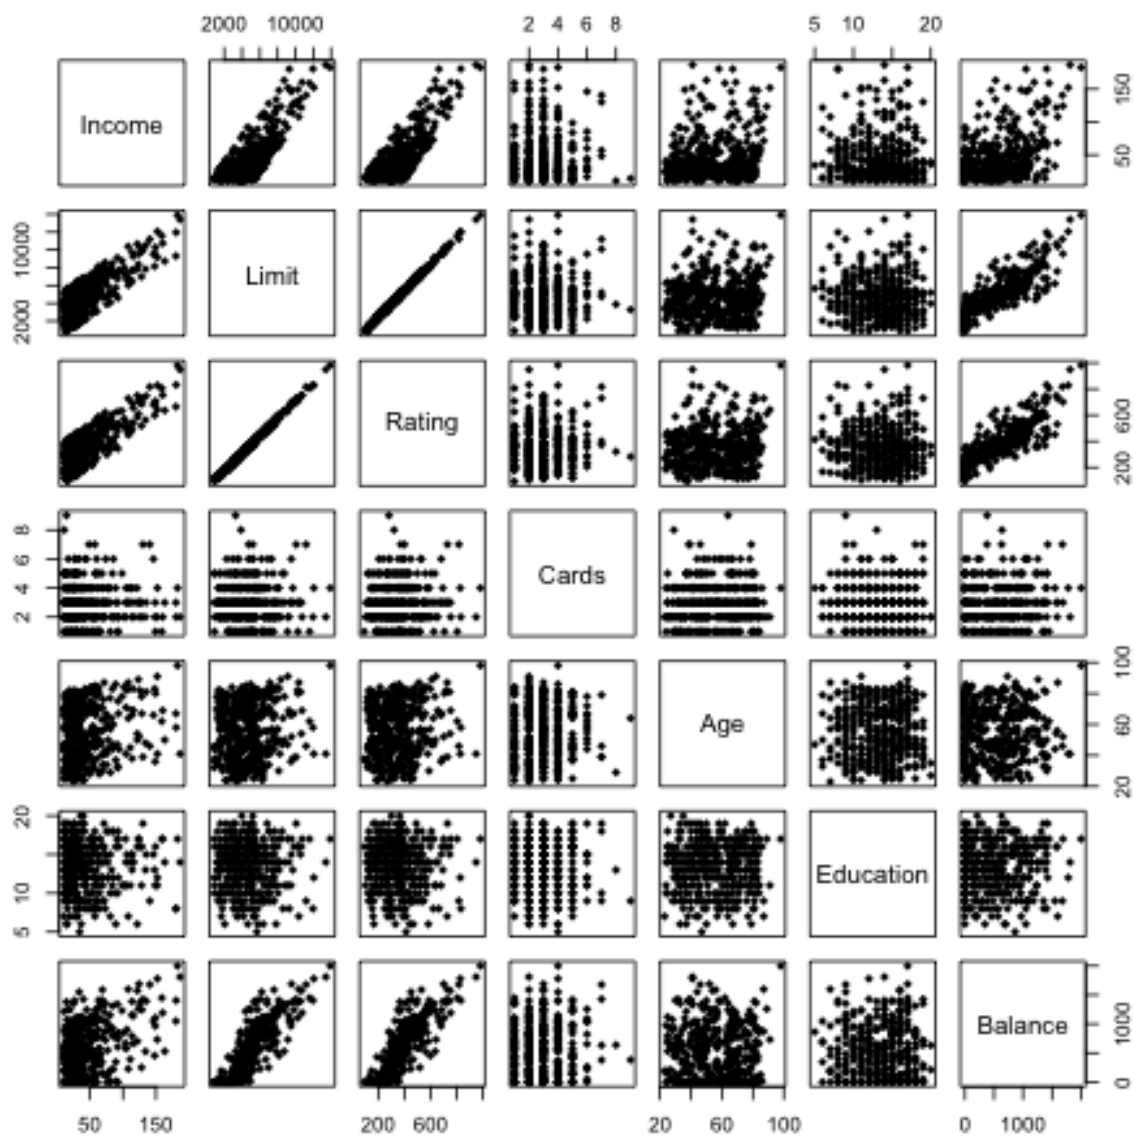 2000 10000 2 4 6 8 5 10 20
Income 50 150
2000 10000 Limit
Rating 200 600
2 4 6 8 Cards
Age 20 60 100
5 10 20 Education
Balance 0 1000
50 150 200 600 20 60 100 0 1000